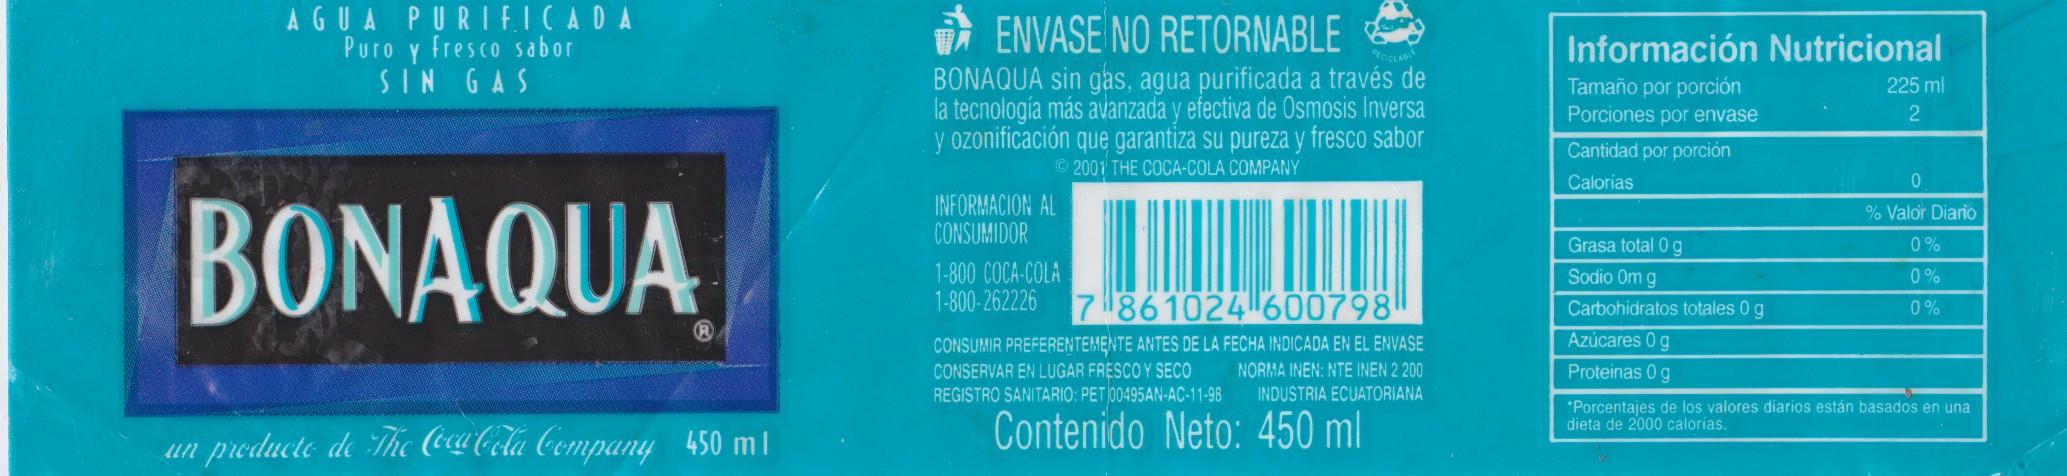 AGUA PURIFICADA
Puro y fresco sabor
SIN GAS
BONAQUA®
un producto de The Coca-Cola Company 450 ml
ENVASE NO RETORNABLE
RECICLABLE
BONAQUA sin gas, agua purificada a través de
la tecnología más avanzada y efectiva de Osmosis Inversa
y ozonificación que garantiza su pureza y fresco sabor
© 2001 THE COCA-COLA COMPANY
INFORMACION AL
CONSUMIDOR
1-800 COCA-COLA
1-800-262226
7 861024 600798
CONSUMIR PREFERENTEMENTE ANTES DE LA FECHA INDICADA EN EL ENVASE
CONSERVAR EN LUGAR FRESCO Y SECO NORMA INEN: NTE INEN 2 200
REGISTRO SANITARIO: PET 00495AN-AC-11-98 INDUSTRIA ECUATORIANA
Contenido Neto: 450 ml
Información Nutricional
Tamaño por porción 225 ml
Porciones por envase 2
Cantidad por porción
Calorías 0
% Valor Diario
Grasa total 0 g 0 %
Sodio 0m g 0 %
Carbohidratos totales 0 g 0 %
Azúcares 0 g
Proteinas 0 g
*Porcentajes de los valores diarios están basados en una
dieta de 2000 calorías.